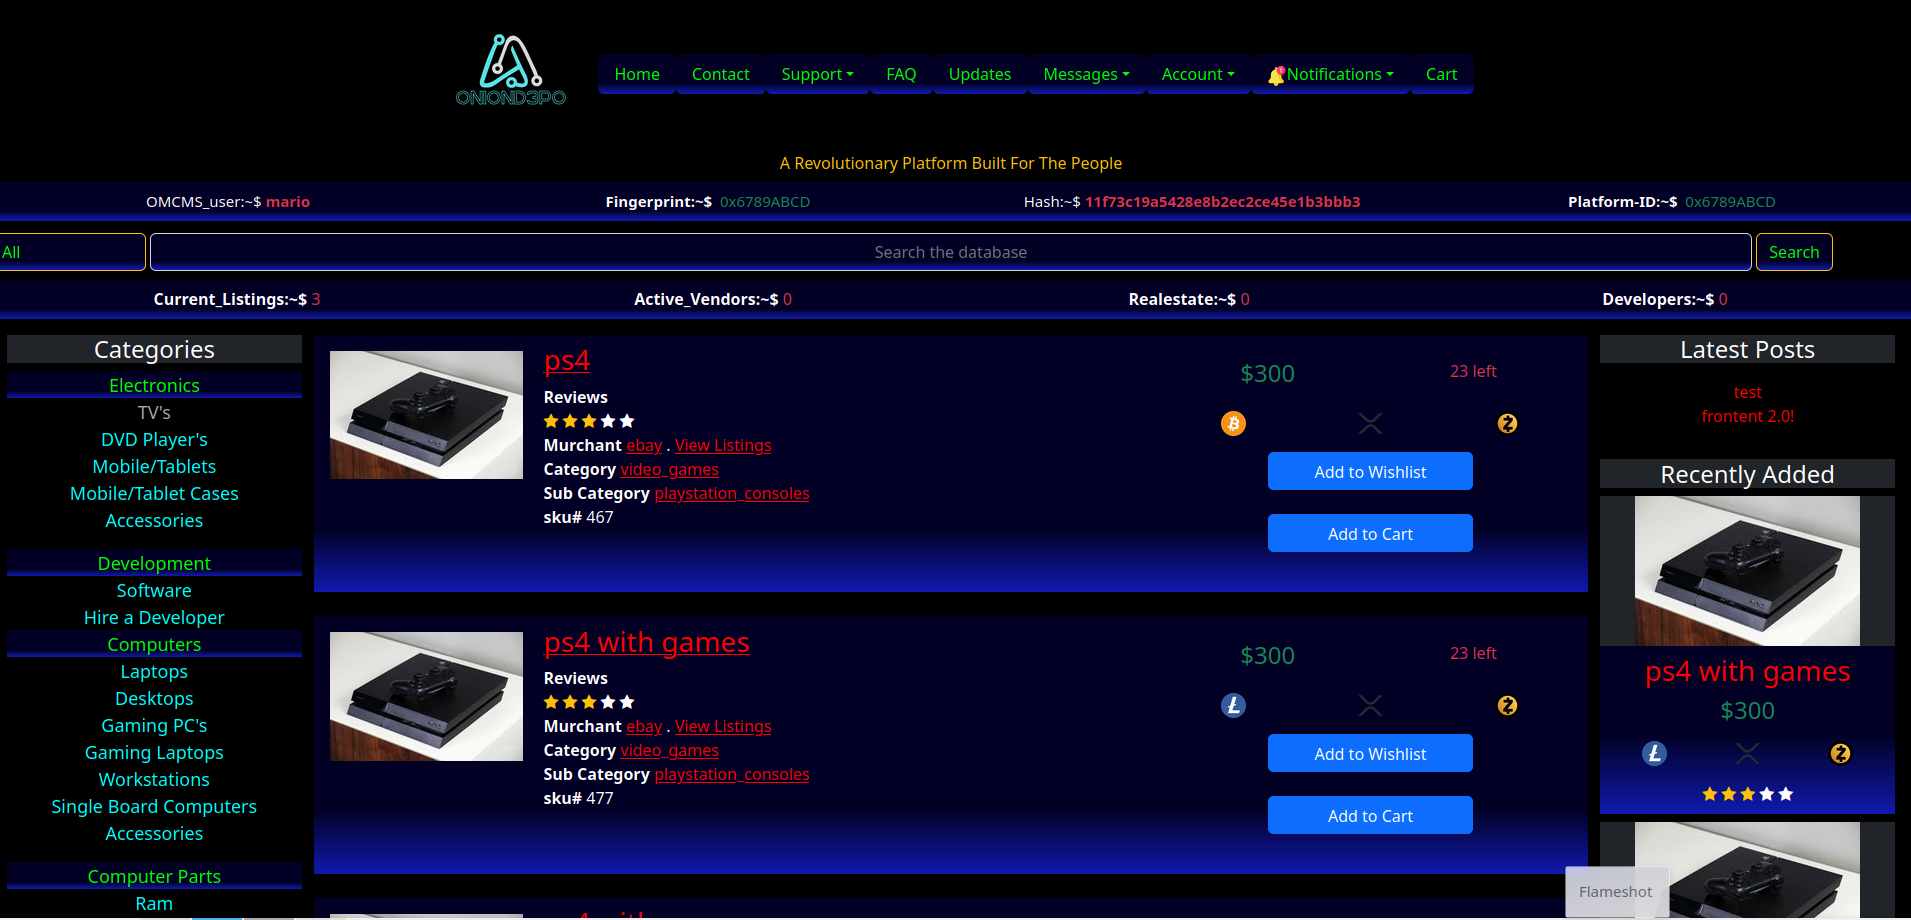 ONIOND3PO
Home Contact Support FAQ Updates Messages Account Notifications Cart
A Revolutionary Platform Built For The People
OMCMS_user:~$ mario Fingerprint:~$ 0x6789ABCD Hash:~$ 11f73c19a5428e8b2ec2ce45e1b3bbb3 Platform-ID:~$ 0x6789ABCD
All Search the database Search
Current_Listings:~$ 3 Active_Vendors:~$ 0 Realestate:~$ 0 Developers:~$ 0
Categories
Electronics
TV's
DVD Player's
Mobile/Tablets
Mobile/Tablet Cases
Accessories
Development
Software
Hire a Developer
Computers
Laptops
Desktops
Gaming PC's
Gaming Laptops
Workstations
Single Board Computers
Accessories
Computer Parts
Ram
ps4
Reviews
Murchant ebay . View Listings
Category video_games
Sub Category playstation_consoles
sku# 467
$300 23 left
Add to Wishlist
Add to Cart
ps4 with games
Reviews
Murchant ebay . View Listings
Category video_games
Sub Category playstation_consoles
sku# 477
$300 23 left
Add to Wishlist
Add to Cart
Latest Posts
test
frontent 2.0!
Recently Added
ps4 with games
$300
Flameshot